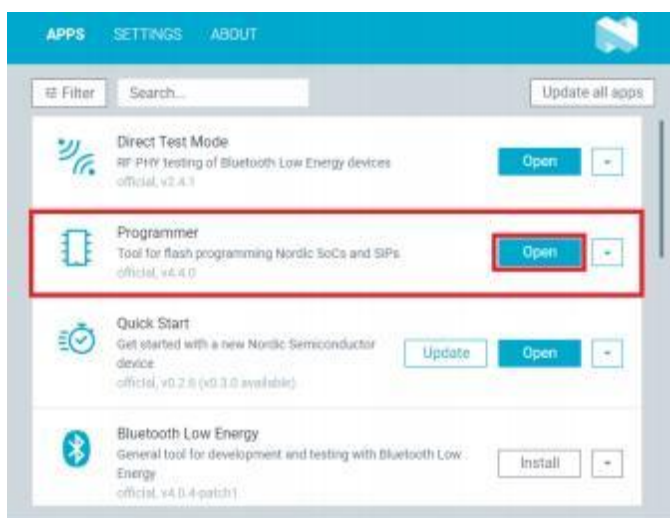 APPS SETTINGS ABOUT
Filter Search... Update all apps
Direct Test Mode
RF PHY testing of Bluetooth Low Energy devices
official, v2.4.1
Open
Programmer
Tool for flash programming Nordic SoCs and SiPs
official, v4.4.0
Open
Quick Start
Get started with a new Nordic Semiconductor
device
official, v0.2.6 (v0.3.0 available)
Update Open
Bluetooth Low Energy
General tool for development and testing with Bluetooth Low
Energy
official, v4.0.4-patch1
Install